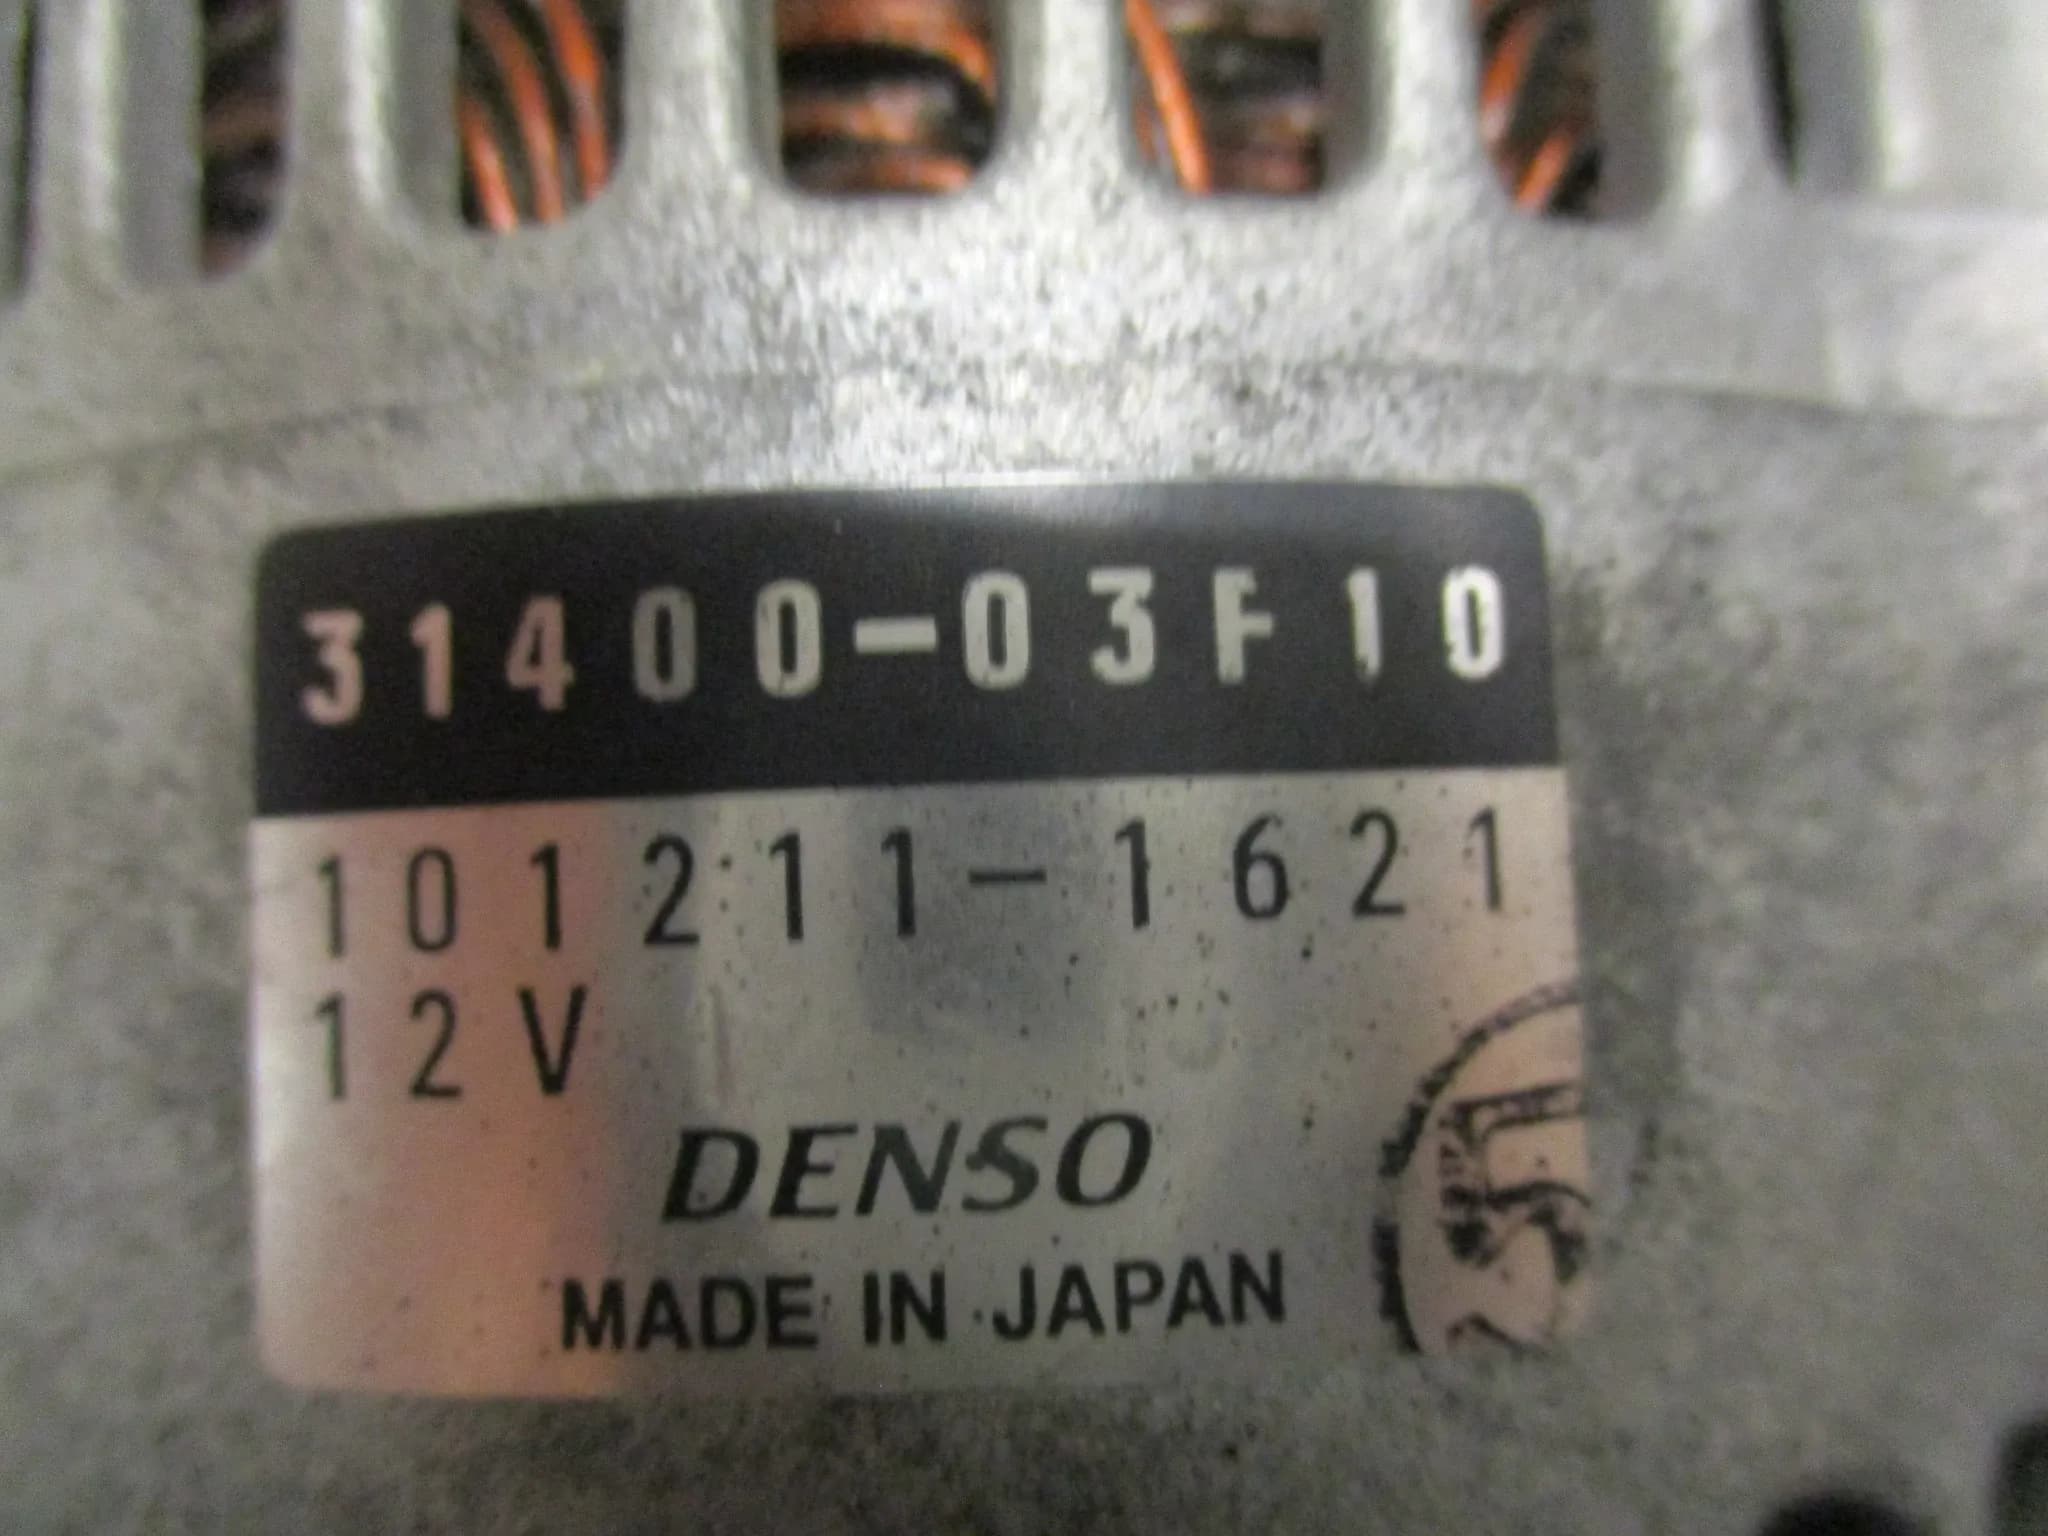 31400-03F10
101211-1621
12V
DENSO
MADE IN JAPAN